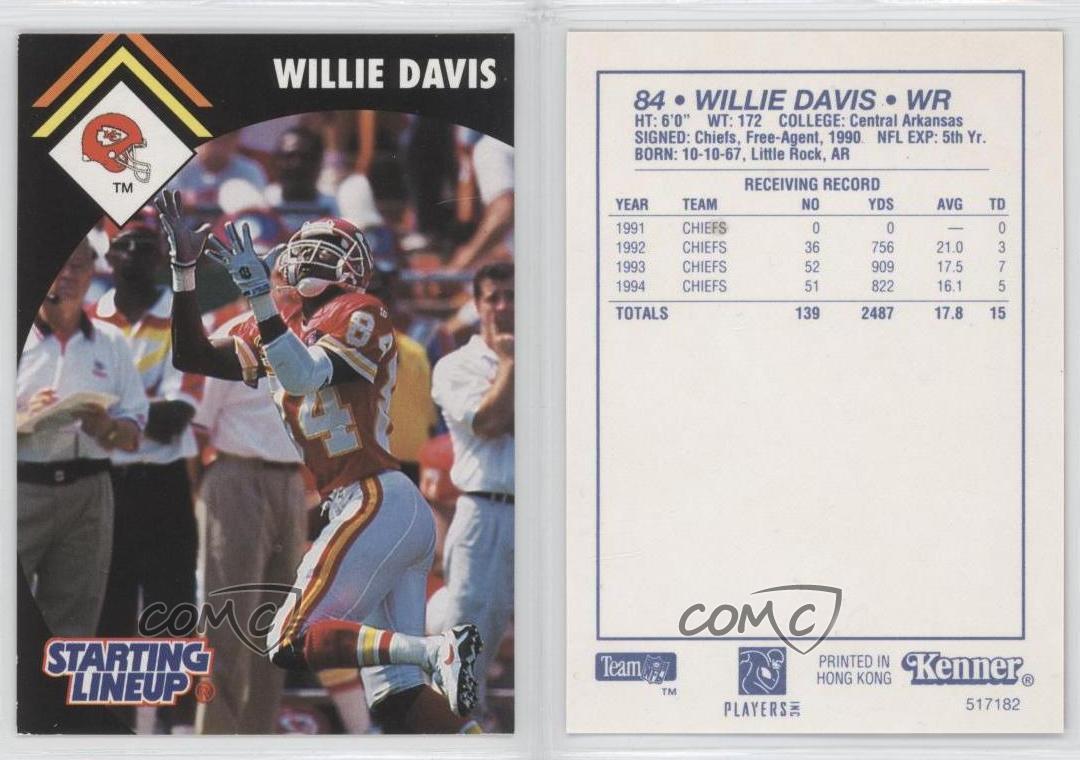 WILLIE DAVIS
KC
TM
84
84
STARTING
LINEUP®
COMC
84 • WILLIE DAVIS • WR
HT: 6'0" WT: 172 COLLEGE: Central Arkansas
SIGNED: Chiefs, Free-Agent, 1990 NFL EXP: 5th Yr.
BORN: 10-10-67, Little Rock, AR
RECEIVING RECORD
YEAR TEAM NO YDS AVG TD
1991 CHIEFS 0 0 — 0
1992 CHIEFS 36 756 21.0 3
1993 CHIEFS 52 909 17.5 7
1994 CHIEFS 51 822 16.1 5
TOTALS 139 2487 17.8 15
COMC
Team NFL TM
PLAYERS INC
PRINTED IN
HONG KONG
Kenner®
517182